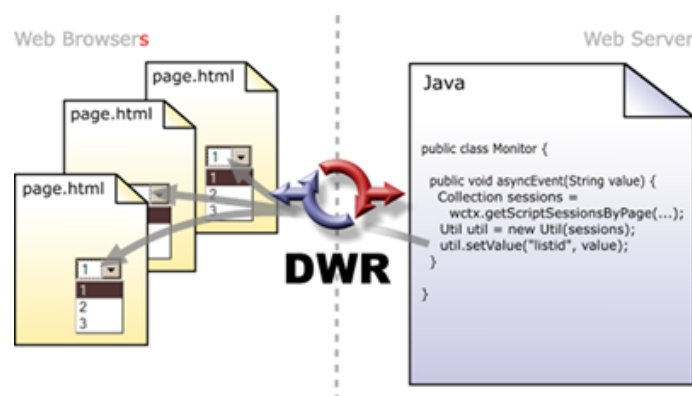 Web Browsers
Web Server
page.html
page.html
page.html
1
1
2
3
1
1
2
3
DWR
Java
public class Monitor {
public void asyncEvent(String value) {
Collection sessions =
wctx.getScriptSessionsByPage(...);
Util util = new Util(sessions);
util.setValue("listid", value);
}
}